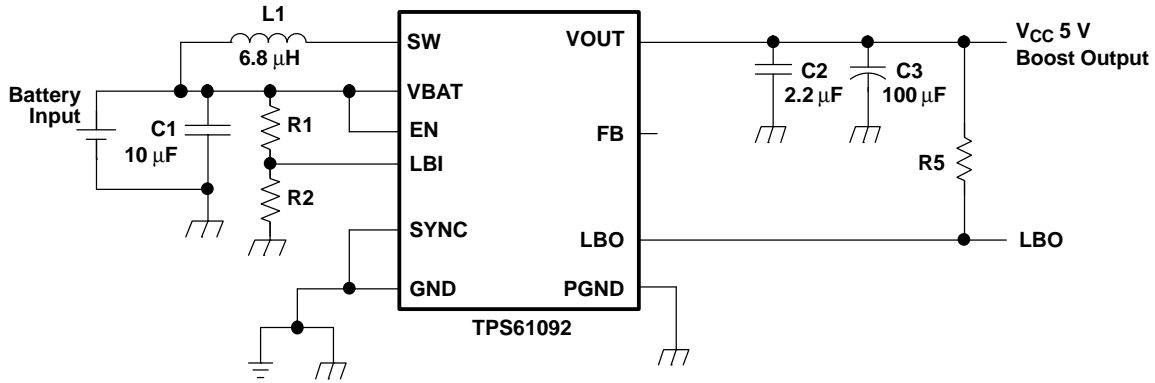 L1
6.8 µH
SW
VOUT
V_CC 5 V
Boost Output
C2
2.2 µF
C3
100 µF
Battery
Input
VBAT
C1
10 µF
R1
EN
FB
LBI
R5
R2
SYNC
LBO
LBO
GND
PGND
TPS61092